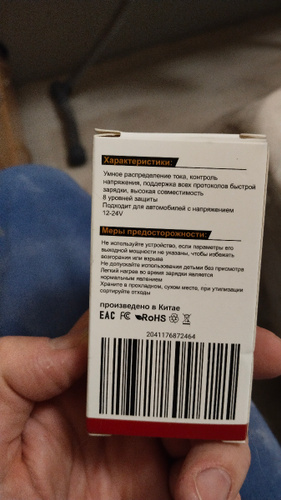 Характеристики:
Умное распределение тока, контроль
напряжения, поддержка всех протоколов быстрой
зарядки, высокая совместимость
8 уровней защиты
Подходит для автомобилей с напряжением
12-24V
Меры предосторожности:
Не используйте устройство, если параметры его
выходной мощности не указаны, чтобы избежать
возгорания или взрыва
Не допускайте использования детьми без присмотра
Легкий нагрев во время зарядки является
нормальным явлением
Храните в прохладном, сухом месте, при утилизации
сортируйте отходы
произведено в Китае
EAC FC RoHS
2041176872464